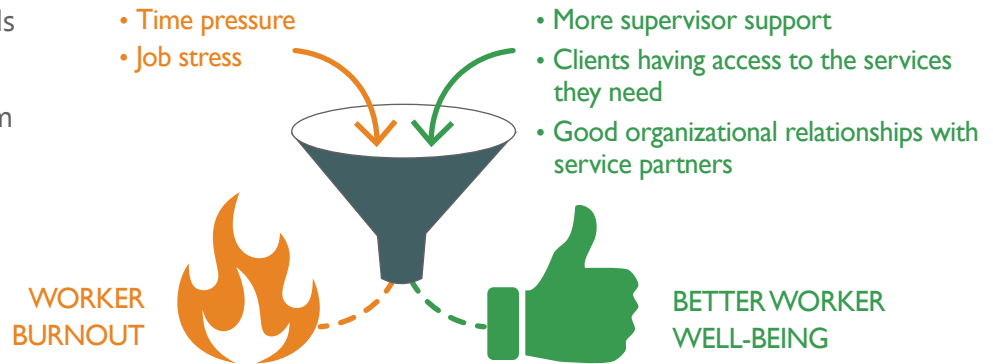 • Time pressure
• Job stress
• More supervisor support
• Clients having access to the services
they need
• Good organizational relationships with
service partners
WORKER
BURNOUT
BETTER WORKER
WELL-BEING